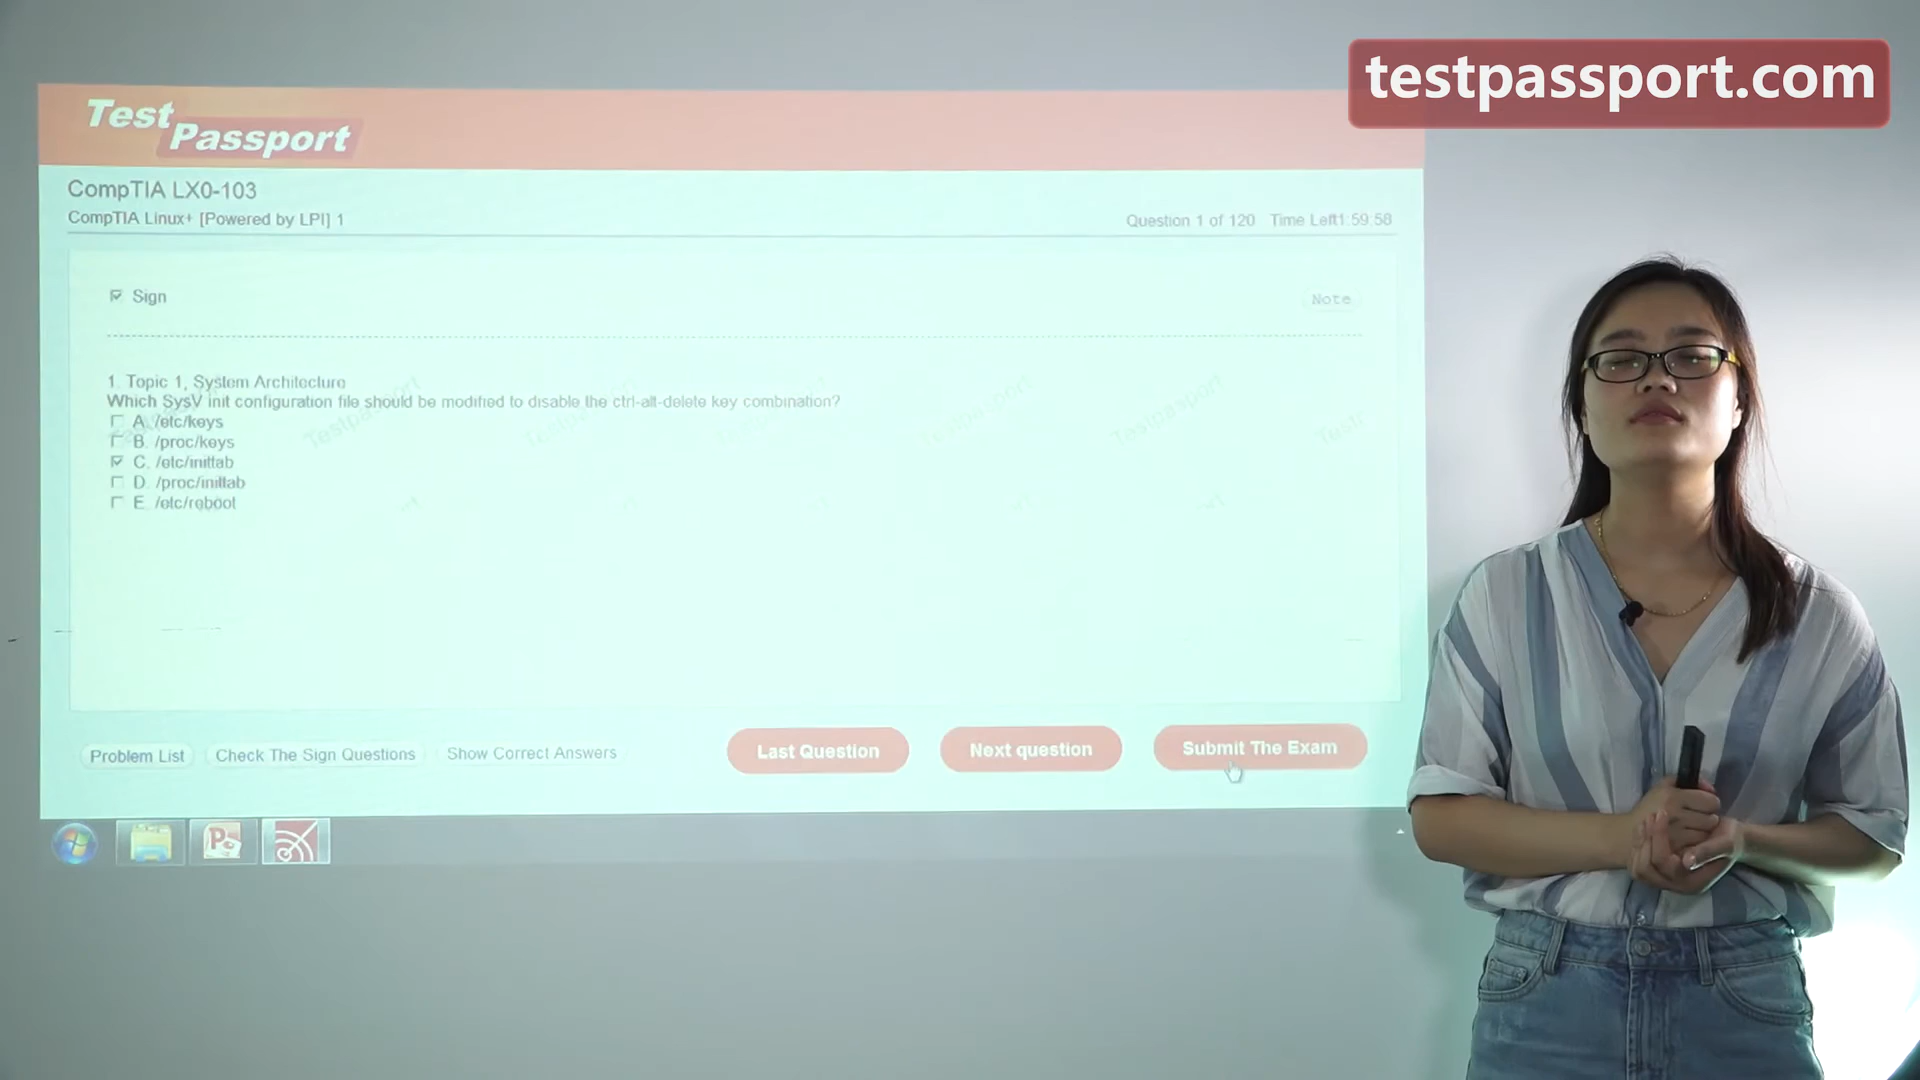 testpassport.com
Test
Passport
CompTIA LX0-103
CompTIA Linux+ [Powered by LPI] 1
Question 1 of 120 Time Left1:59:58
Sign
Note
1. Topic 1, System Architecture
Which SysV init configuration file should be modified to disable the ctrl-alt-delete key combination?
A. /etc/keys
B. /proc/keys
C. /etc/inittab
D. /proc/inittab
E. /etc/reboot
Testpassport
Testpassport
Problem List
Check The Sign Questions
Show Correct Answers
Last Question
Next question
Submit The Exam